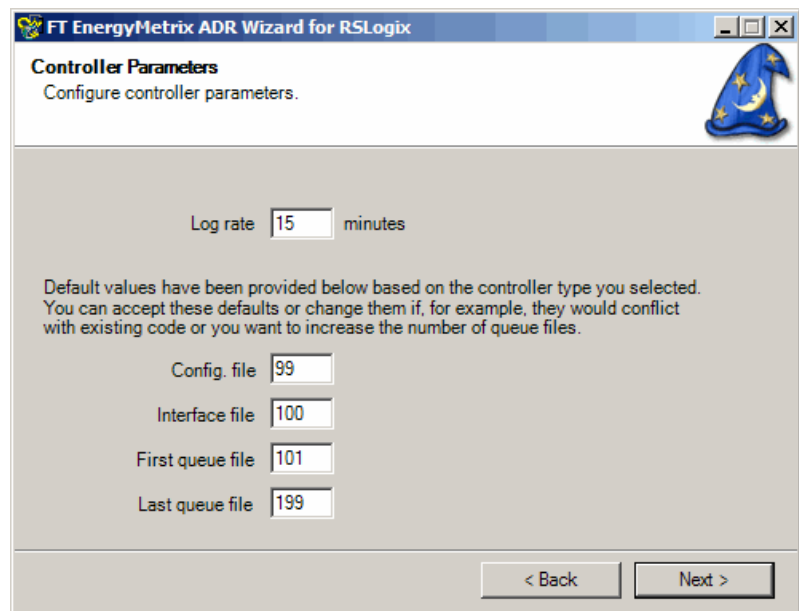 FT EnergyMetrix ADR Wizard for RSLogix
Controller Parameters
Configure controller parameters.
Log rate 15 minutes
Default values have been provided below based on the controller type you selected.
You can accept these defaults or change them if, for example, they would conflict
with existing code or you want to increase the number of queue files.
Config. file 99
Interface file 100
First queue file 101
Last queue file 199
< Back Next >